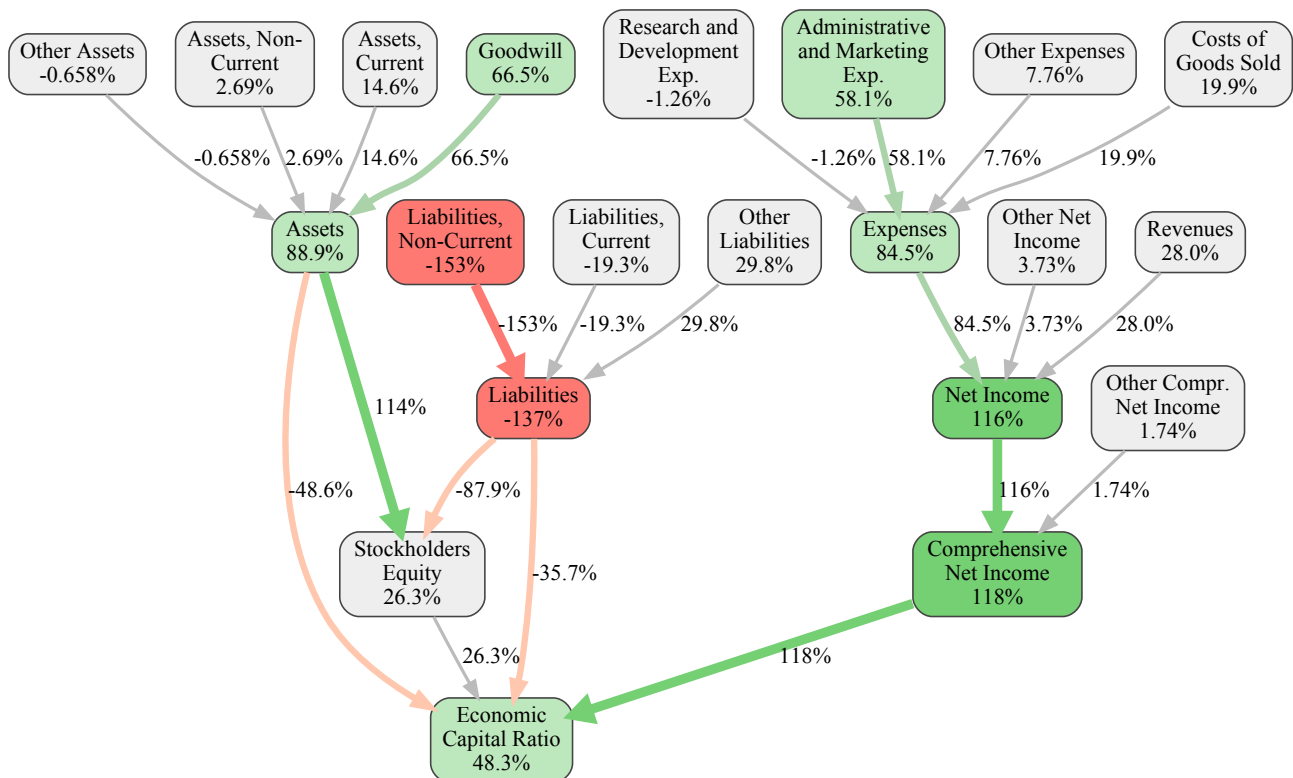 Other Assets
-0.658%
Assets, Non-
Current
2.69%
Assets,
Current
14.6%
Goodwill
66.5%
Research and
Development
Exp.
-1.26%
Administrative
and Marketing
Exp.
58.1%
Other Expenses
7.76%
Costs of
Goods Sold
19.9%
-0.658%
2.69%
14.6%
66.5%
-1.26%
58.1%
7.76%
19.9%
Assets
88.9%
Liabilities,
Non-Current
-153%
Liabilities,
Current
-19.3%
Other
Liabilities
29.8%
Expenses
84.5%
Other Net
Income
3.73%
Revenues
28.0%
-153%
-19.3%
29.8%
84.5%
3.73%
28.0%
114%
Liabilities
-137%
Net Income
116%
Other Compr.
Net Income
1.74%
-48.6%
-87.9%
116%
1.74%
Stockholders
Equity
26.3%
-35.7%
Comprehensive
Net Income
118%
26.3%
118%
Economic
Capital Ratio
48.3%